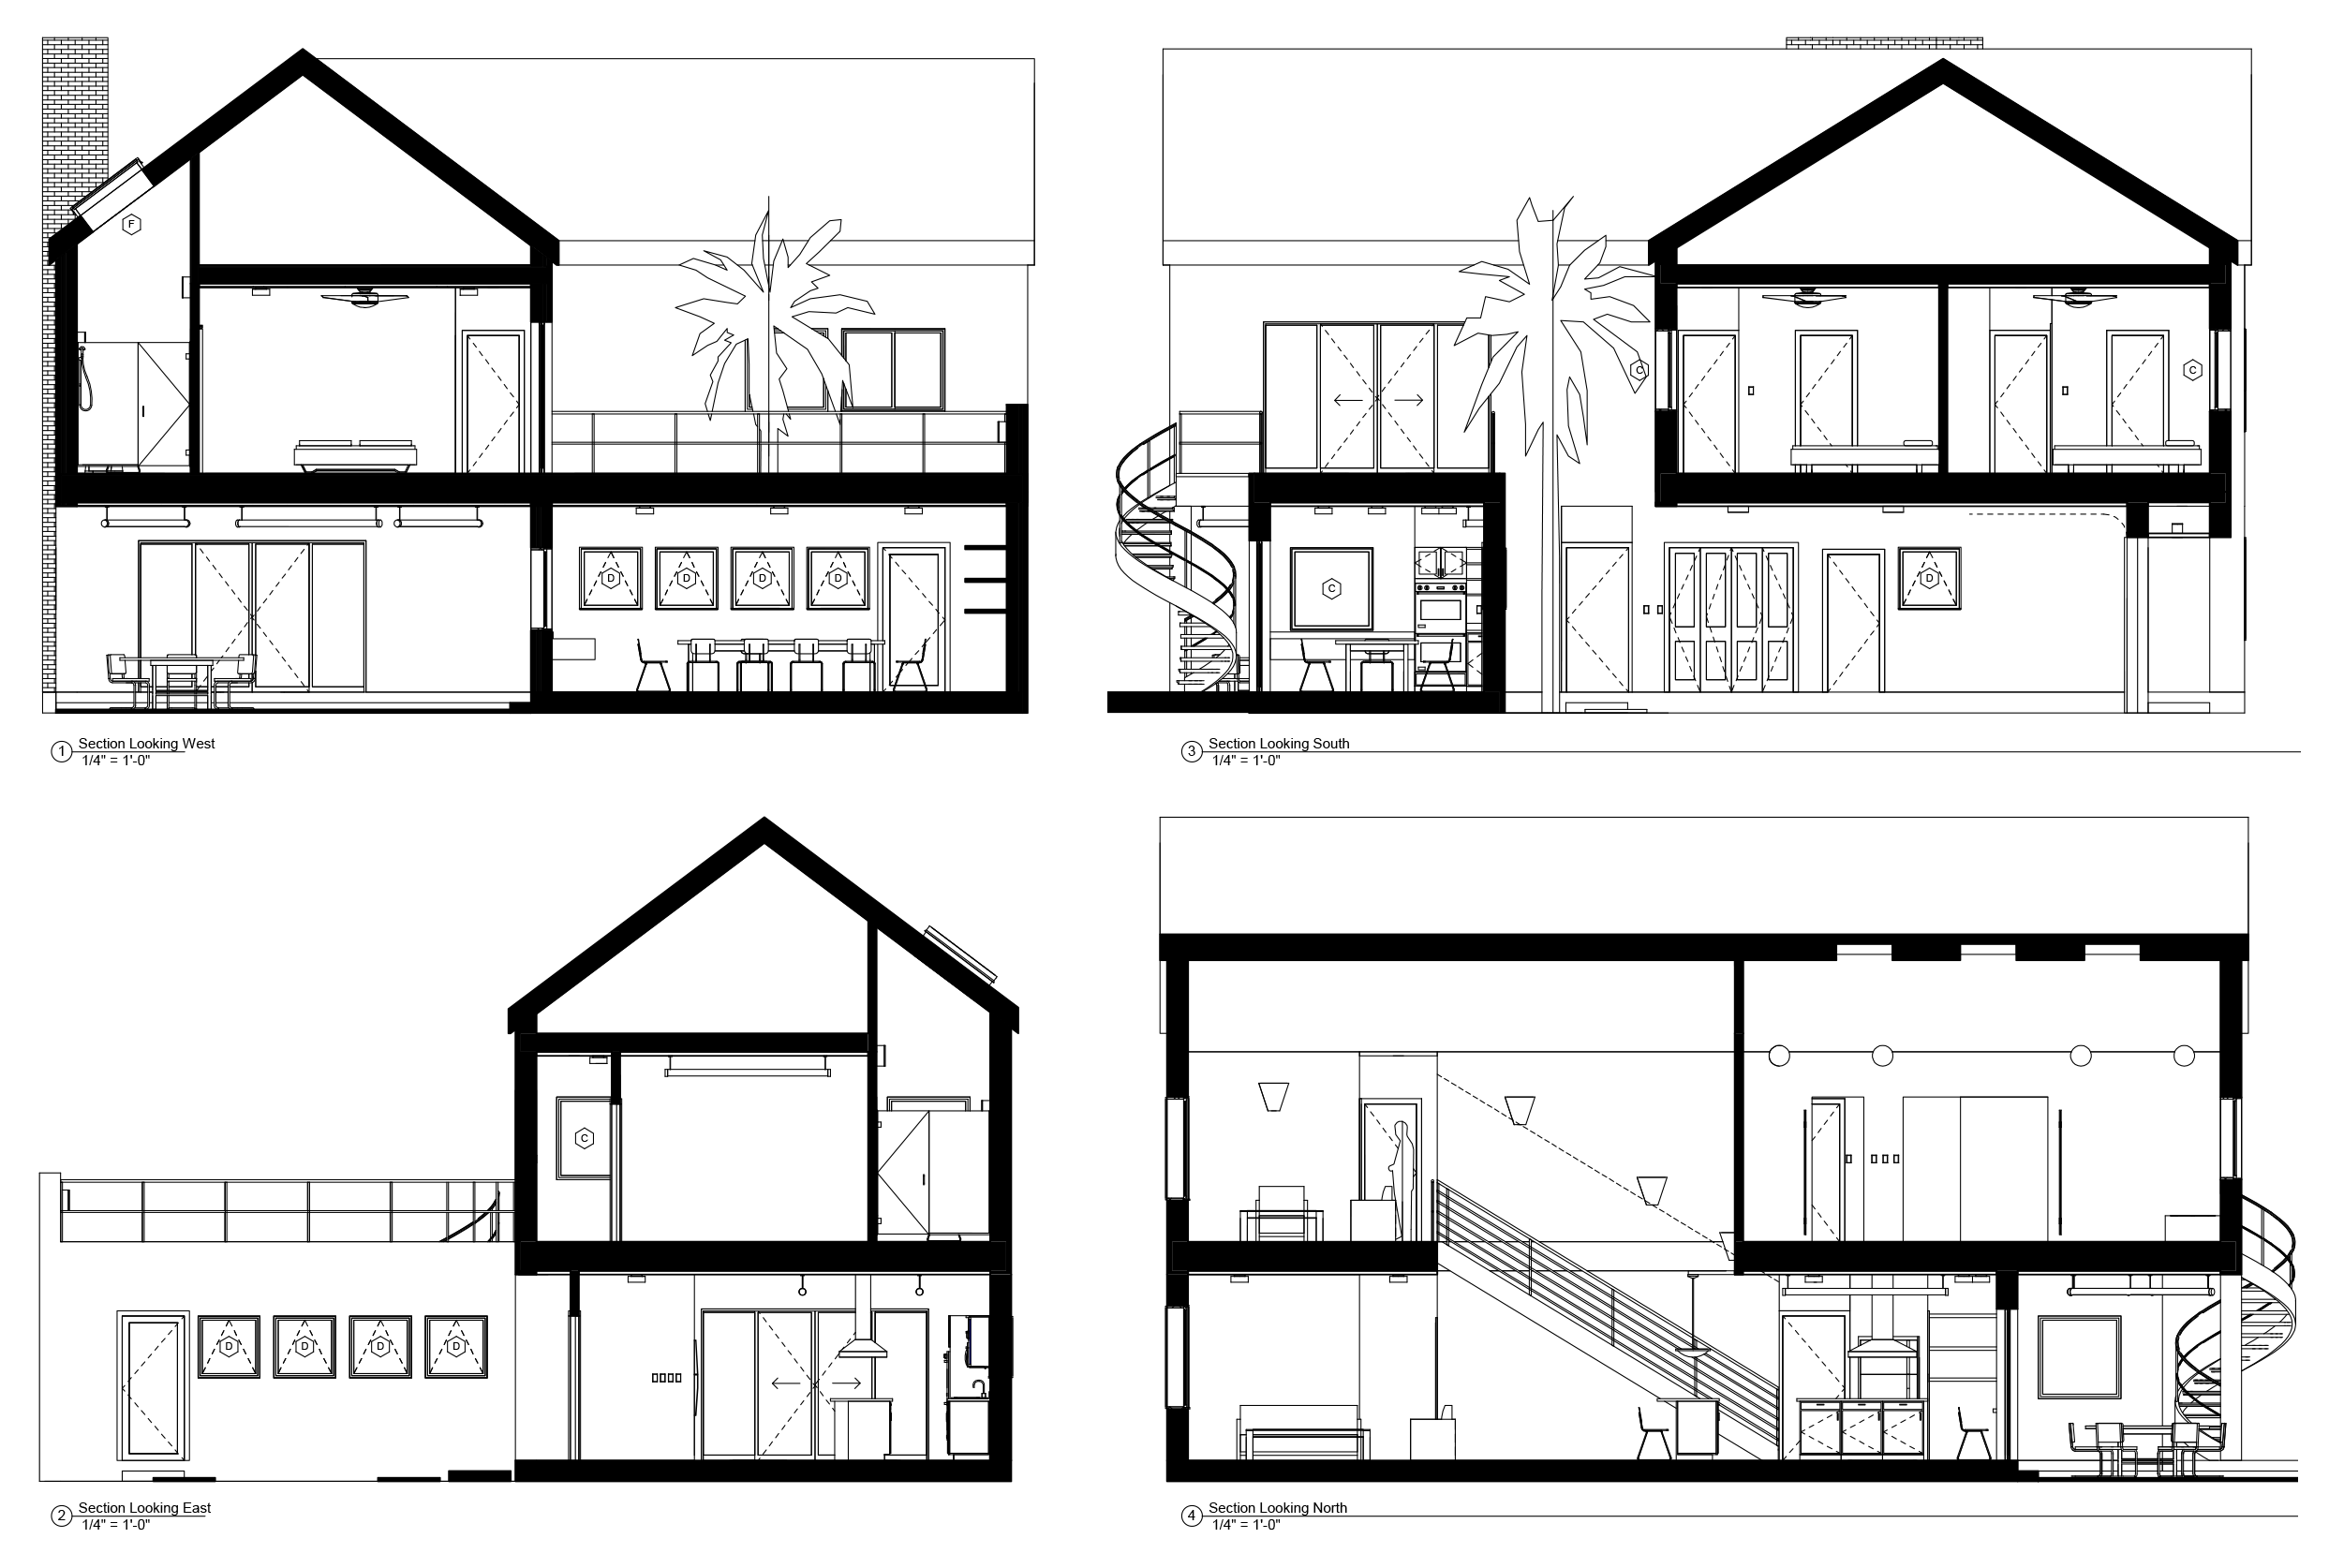 F
D
D
D
D
1
Section Looking West
1/4" = 1'-0"
C
C
C
D
3
Section Looking South
1/4" = 1'-0"
C
D
D
D
D
2
Section Looking East
1/4" = 1'-0"
4
Section Looking North
1/4" = 1'-0"